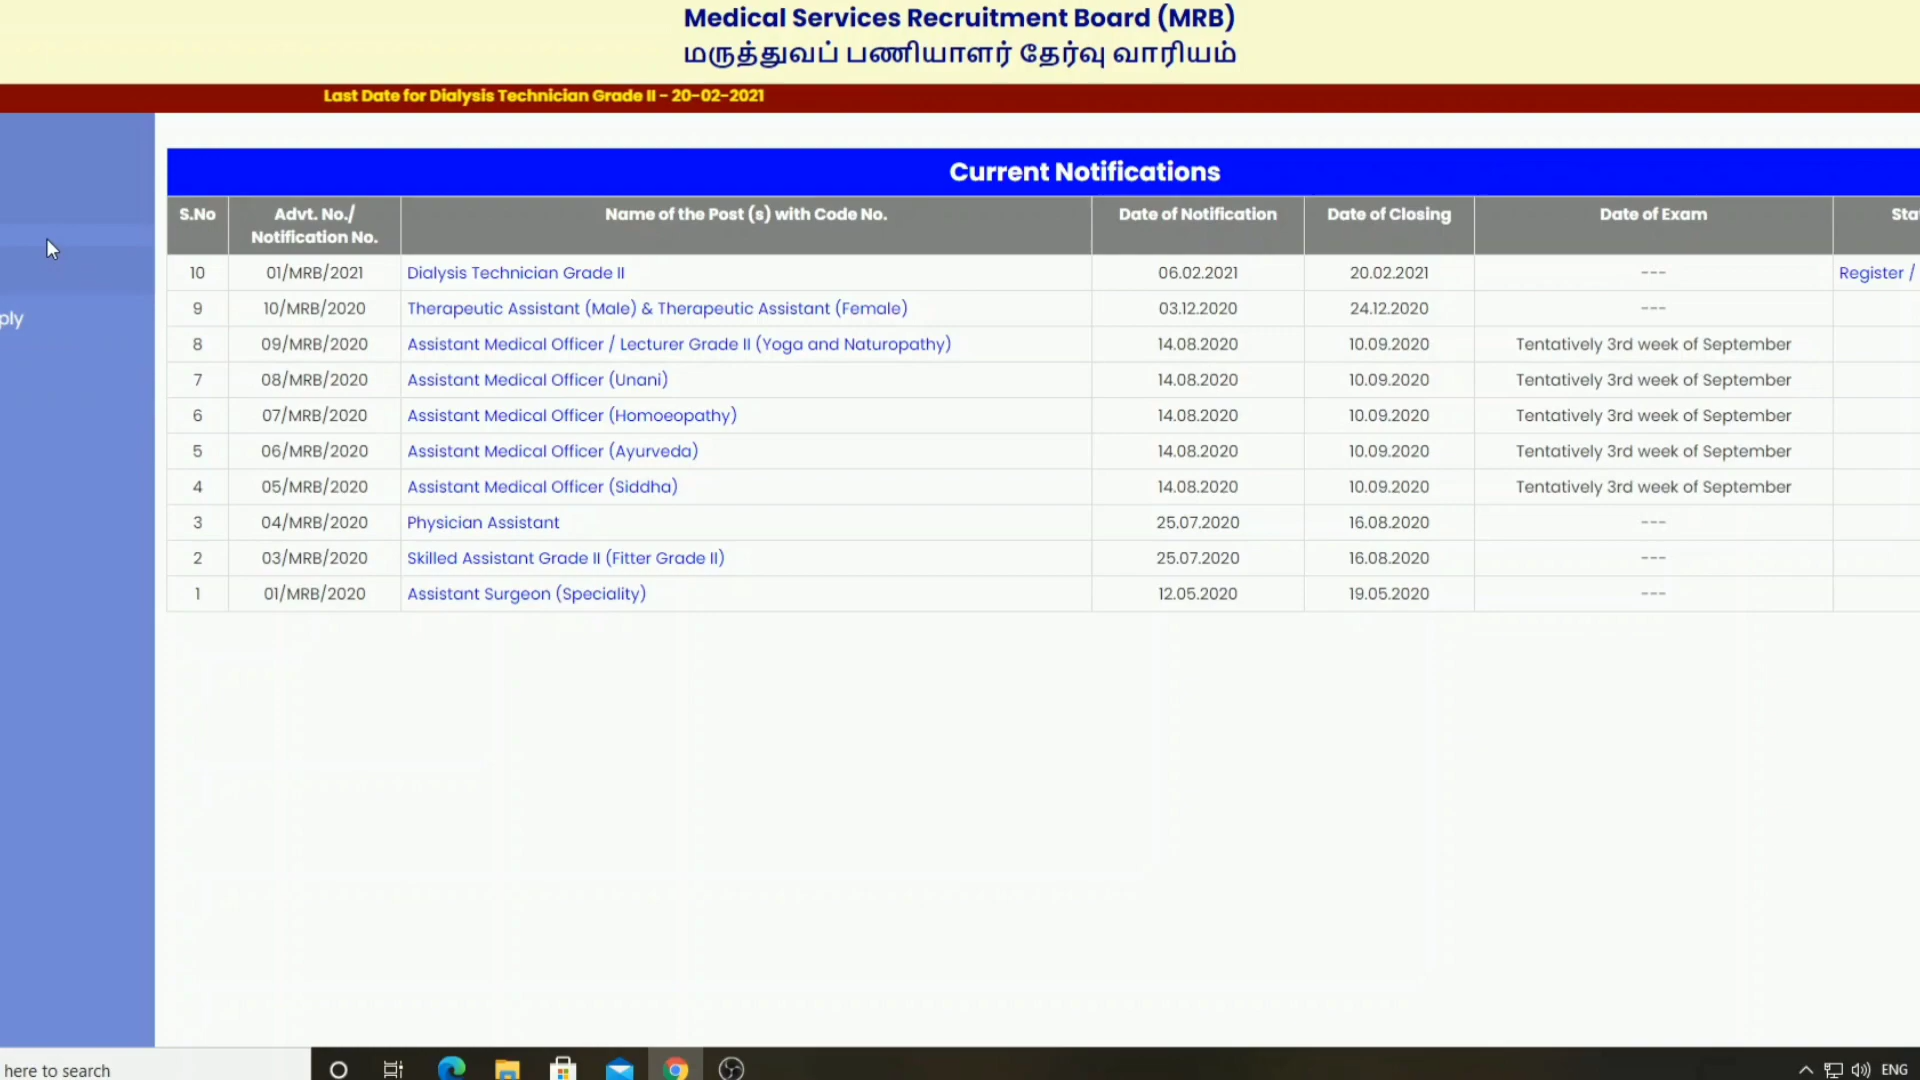 Medical Services Recruitment Board (MRB)
மருத்துவப் பணியாளர் தேர்வு வாரியம்
Last Date for Dialysis Technician Grade II - 20-02-2021
Current Notifications
S.No Advt. No./ Notification No. Name of the Post (s) with Code No. Date of Notification Date of Closing Date of Exam Sta
10 01/MRB/2021 Dialysis Technician Grade II 06.02.2021 20.02.2021 --- Register /
9 10/MRB/2020 Therapeutic Assistant (Male) & Therapeutic Assistant (Female) 03.12.2020 24.12.2020 ---
ply
8 09/MRB/2020 Assistant Medical Officer / Lecturer Grade II (Yoga and Naturopathy) 14.08.2020 10.09.2020 Tentatively 3rd week of September
7 08/MRB/2020 Assistant Medical Officer (Unani) 14.08.2020 10.09.2020 Tentatively 3rd week of September
6 07/MRB/2020 Assistant Medical Officer (Homoeopathy) 14.08.2020 10.09.2020 Tentatively 3rd week of September
5 06/MRB/2020 Assistant Medical Officer (Ayurveda) 14.08.2020 10.09.2020 Tentatively 3rd week of September
4 05/MRB/2020 Assistant Medical Officer (Siddha) 14.08.2020 10.09.2020 Tentatively 3rd week of September
3 04/MRB/2020 Physician Assistant 25.07.2020 16.08.2020 ---
2 03/MRB/2020 Skilled Assistant Grade II (Fitter Grade II) 25.07.2020 16.08.2020 ---
1 01/MRB/2020 Assistant Surgeon (Speciality) 12.05.2020 19.05.2020 ---
here to search
ENG